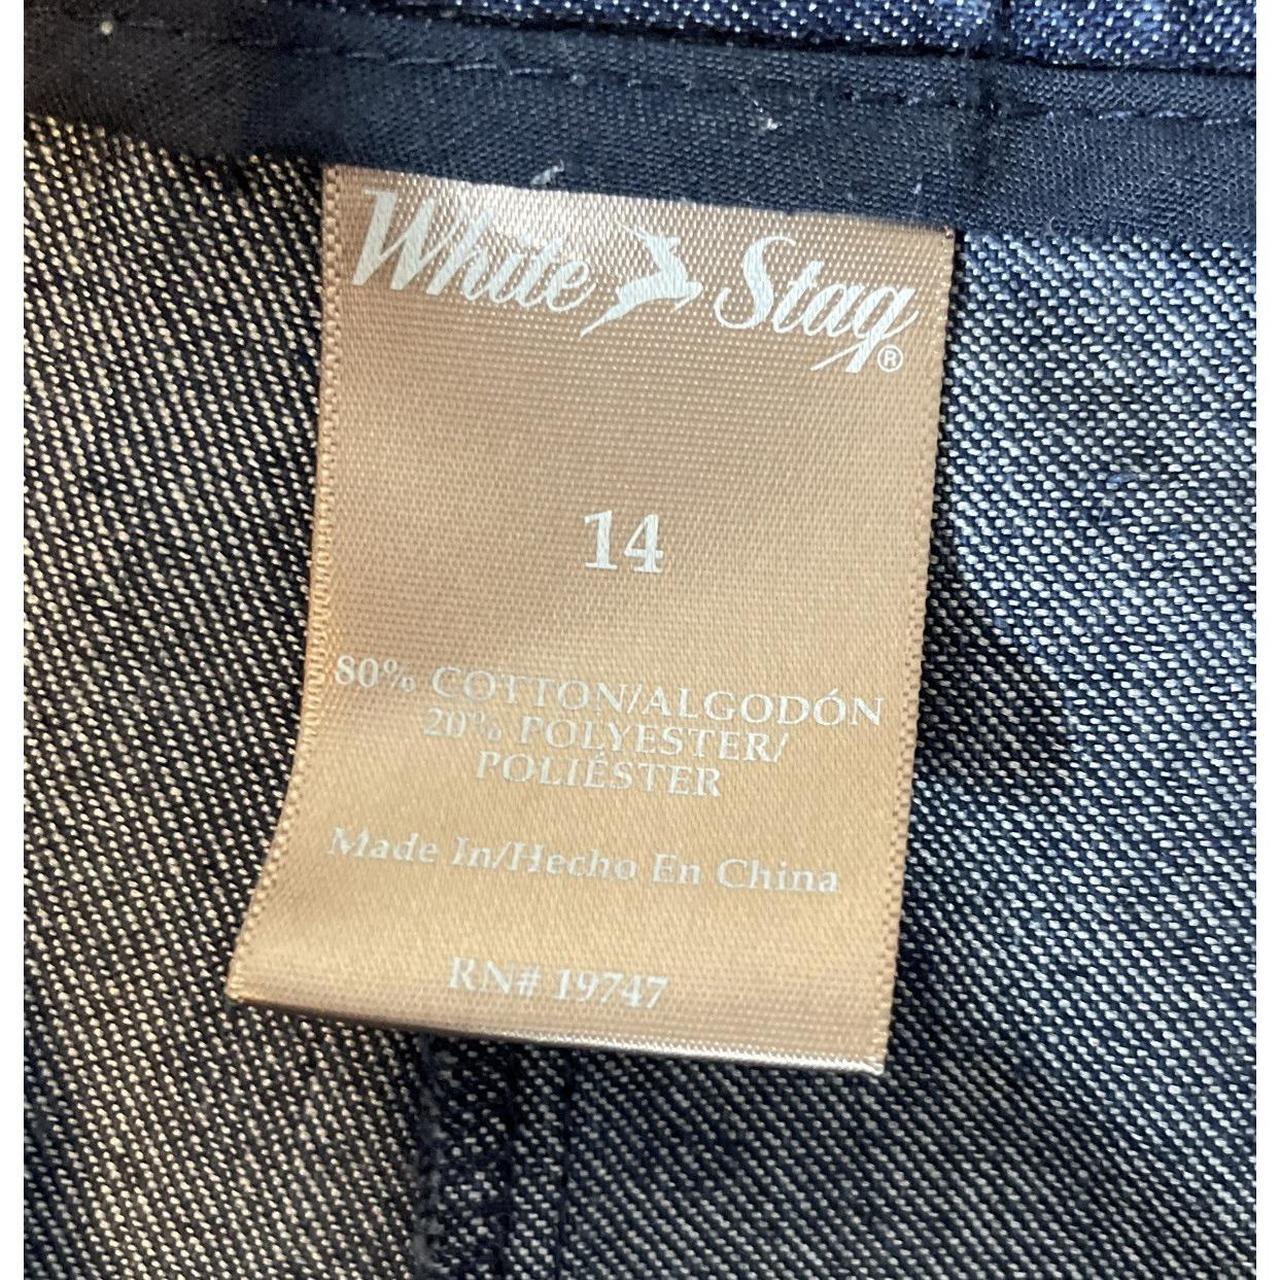 White Stag®
14
80% COTTON/ALGODÓN
20% POLYESTER/
POLIÉSTER
Made In/Hecho En China
RN# 19747